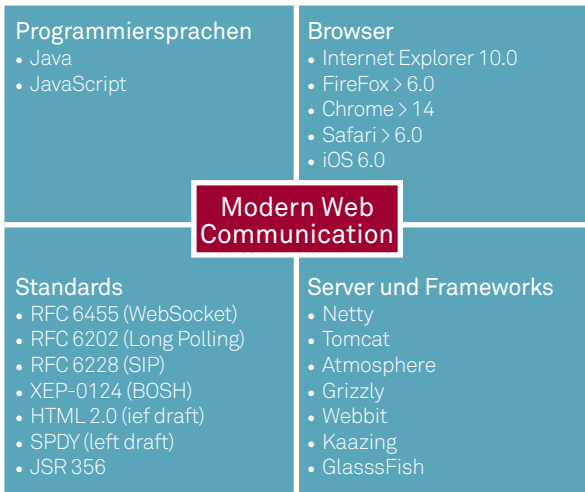 Programmiersprachen
• Java
• JavaScript
Browser
• Internet Explorer 10.0
• FireFox > 6.0
• Chrome > 14
• Safari > 6.0
• iOS 6.0
Modern Web
Communication
Standards
• RFC 6455 (WebSocket)
• RFC 6202 (Long Polling)
• RFC 6228 (SIP)
• XEP-0124 (BOSH)
• HTML 2.0 (ief draft)
• SPDY (left draft)
• JSR 356
Server und Frameworks
• Netty
• Tomcat
• Atmosphere
• Grizzly
• Webbit
• Kaazing
• GlasssFish